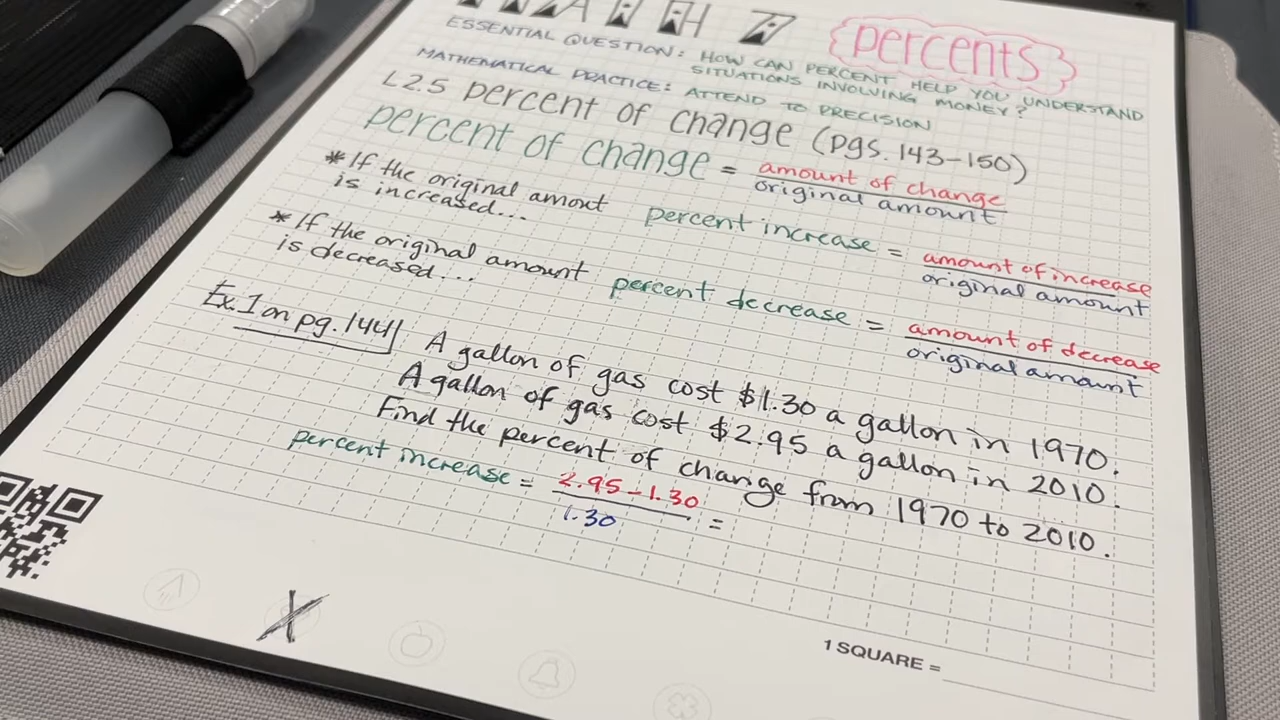 MATH 7
percents
ESSENTIAL QUESTION: HOW CAN PERCENT HELP YOU UNDERSTAND
SITUATIONS INVOLVING MONEY?
MATHEMATICAL PRACTICE: ATTEND TO PRECISION
L2.5 percent of change (pgs. 143-150)
percent of change = amount of change
original amount
*If the original amount
is increased...
percent increase = amount of increase
original amount
*If the original amount
is decreased...
percent decrease = amount of decrease
original amount
Ex. 1 on pg. 144
A gallon of gas cost $1.30 a gallon in 1970.
A gallon of gas cost $2.95 a gallon in 2010.
Find the percent of change from 1970 to 2010.
percent increase = 2.95-1.30 =
1.30
1 SQUARE =